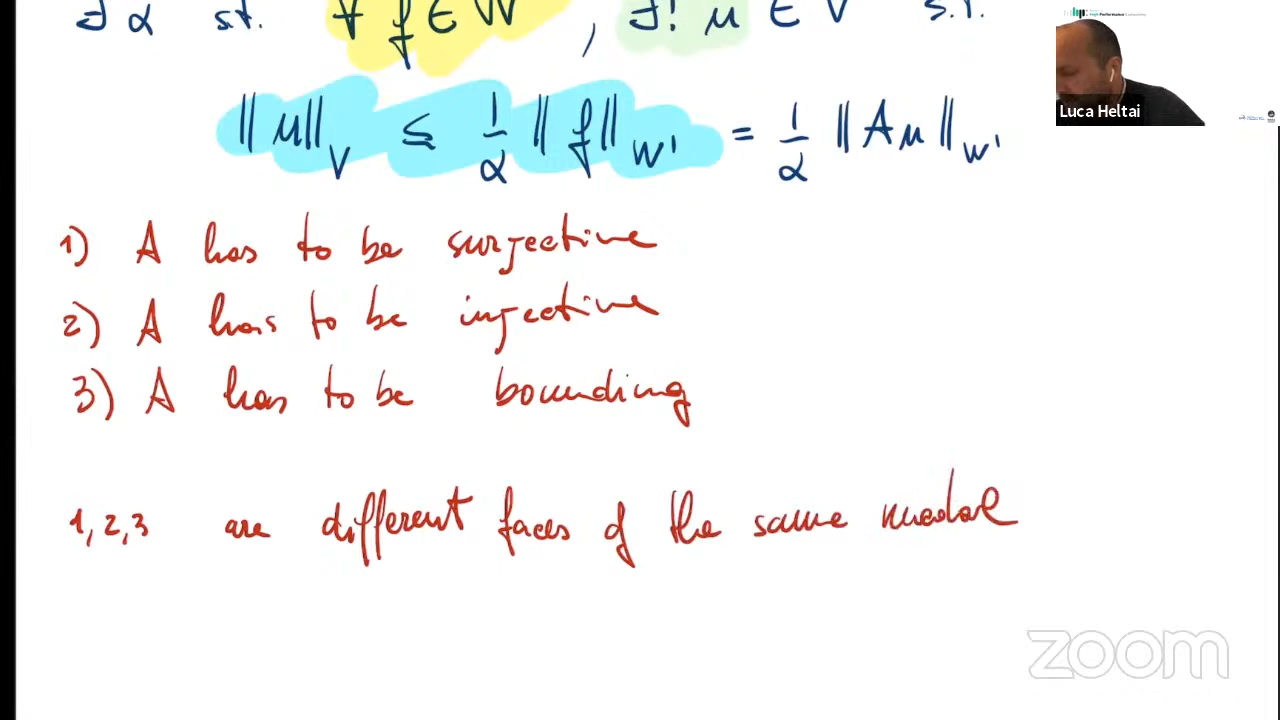 ∃ α st. ∀ f ∈ W' , ∃! u ∈ V s.t.
‖u‖_V ≤ 1/α ‖f‖_W' = 1/α ‖Au‖_W'
1) A has to be surjective
2) A has to be injective
3) A has to be bounding
1,2,3 are different faces of the same medal
Luca Heltai
zoom